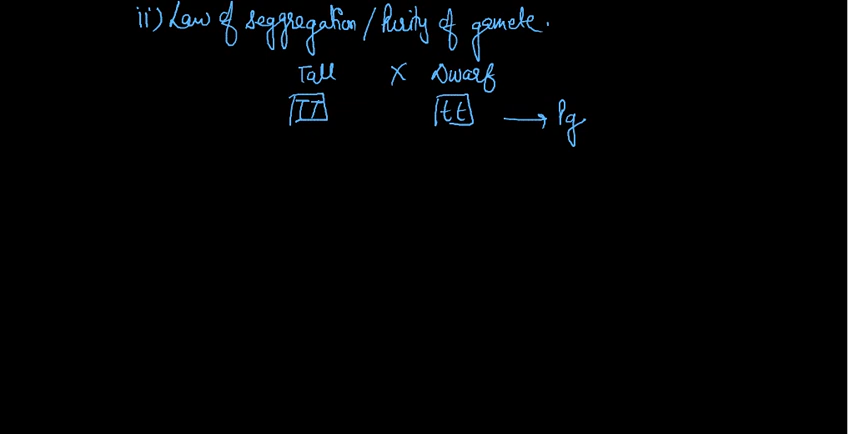 ii) Law of seggregation / Purity of gamete.
Tall X Dwarf
TT tt → Pg